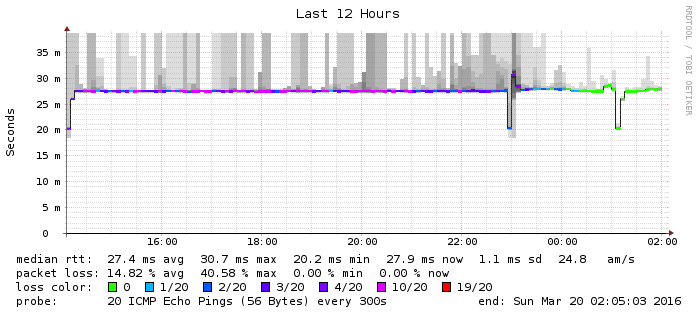 Last 12 Hours
RRDTOOL / TOBI OETIKER
Seconds
35 m
30 m
25 m
20 m
15 m
10 m
5 m
0
16:00 18:00 20:00 22:00 00:00 02:00
median rtt: 27.4 ms avg 30.7 ms max 20.2 ms min 27.9 ms now 1.1 ms sd 24.8 am/s
packet loss: 14.82 % avg 40.58 % max 0.00 % min 0.00 % now
loss color: 0 1/20 2/20 3/20 4/20 10/20 19/20
probe: 20 ICMP Echo Pings (56 Bytes) every 300s end: Sun Mar 20 02:05:03 2016